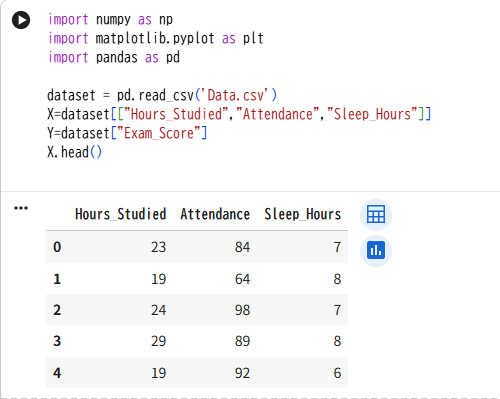 import numpy as np
import matplotlib.pyplot as plt
import pandas as pd
dataset = pd.read_csv('Data.csv')
X=dataset[["Hours_Studied","Attendance","Sleep_Hours"]]
Y=dataset["Exam_Score"]
X.head()
Hours_Studied Attendance Sleep_Hours
0 23 84 7
1 19 64 8
2 24 98 7
3 29 89 8
4 19 92 6